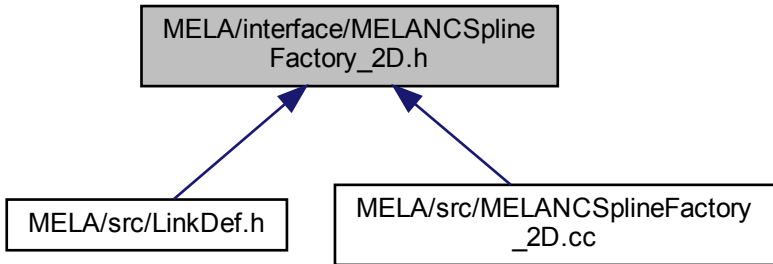 MELA/interface/MELANCSpline
Factory_2D.h
MELA/src/LinkDef.h
MELA/src/MELANCSplineFactory
_2D.cc